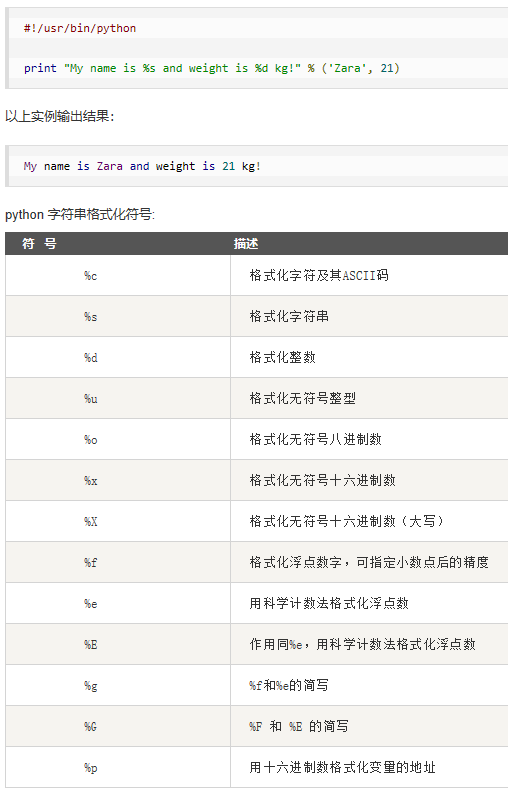 #!/usr/bin/python
print "My name is %s and weight is %d kg!" % ('Zara', 21)
以上实例输出结果：
My name is Zara and weight is 21 kg!
python 字符串格式化符号:
符 号 描述
%c 格式化字符及其ASCII码
%s 格式化字符串
%d 格式化整数
%u 格式化无符号整型
%o 格式化无符号八进制数
%x 格式化无符号十六进制数
%X 格式化无符号十六进制数（大写）
%f 格式化浮点数字，可指定小数点后的精度
%e 用科学计数法格式化浮点数
%E 作用同%e，用科学计数法格式化浮点数
%g %f和%e的简写
%G %F 和 %E 的简写
%p 用十六进制数格式化变量的地址